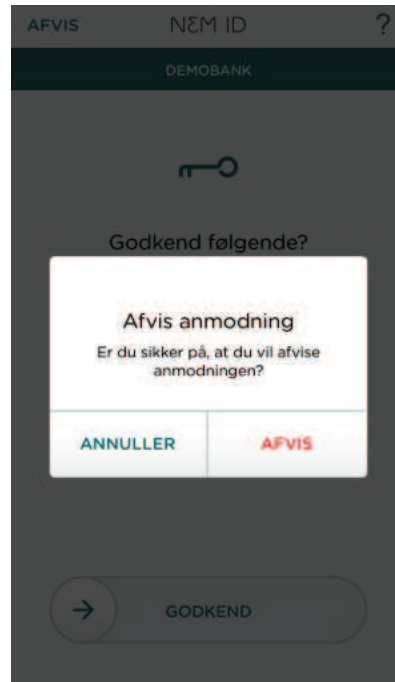 AFVIS NEM ID ?
DEMOBANK
Godkend følgende?
Afvis anmodning
Er du sikker på, at du vil afvise
anmodningen?
ANNULLER AFVIS
GODKEND